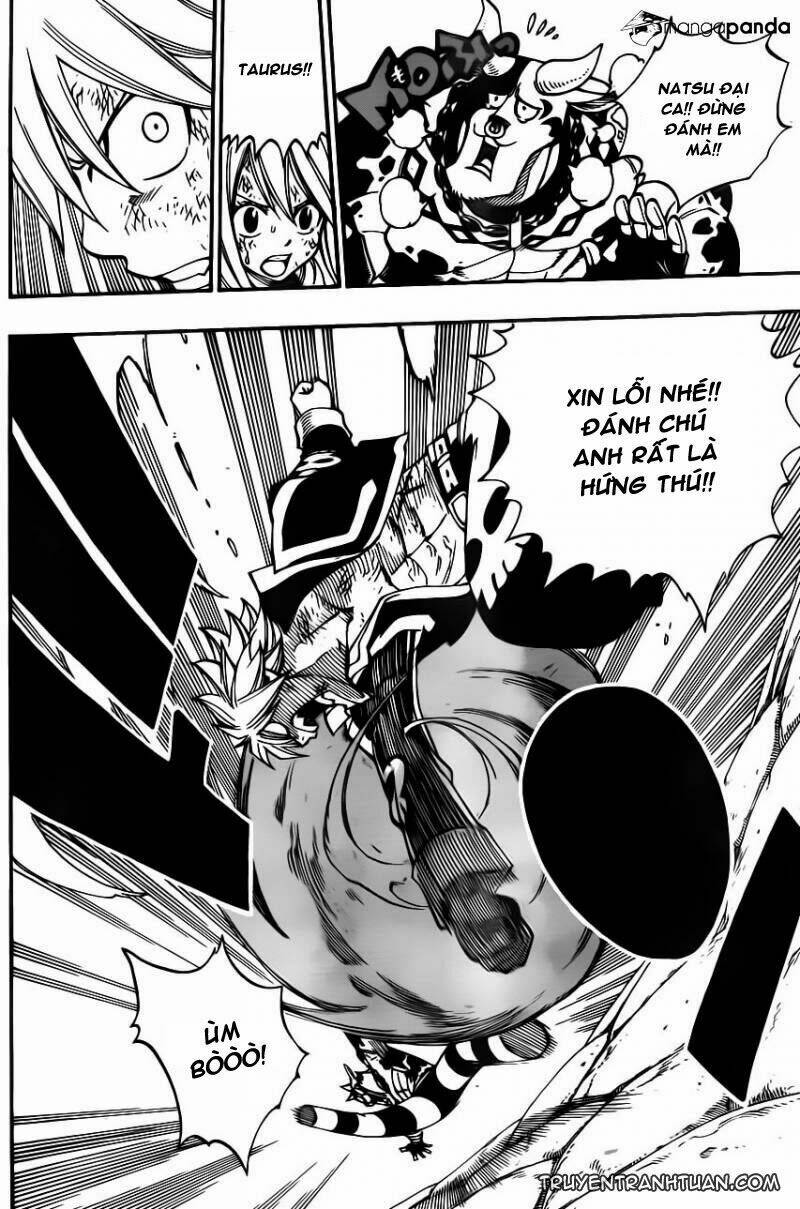 mangapanda
NATSU ĐẠI
CA!! ĐỪNG
ĐÁNH EM
MÀ!!
TAURUS!!
XIN LỖI NHÉ!!
ĐÁNH CHÚ
ANH RẤT LÀ
HỨNG THÚ!!
ÙM
BÒÒÒ!
TRUYENTRANHTUAN.COM